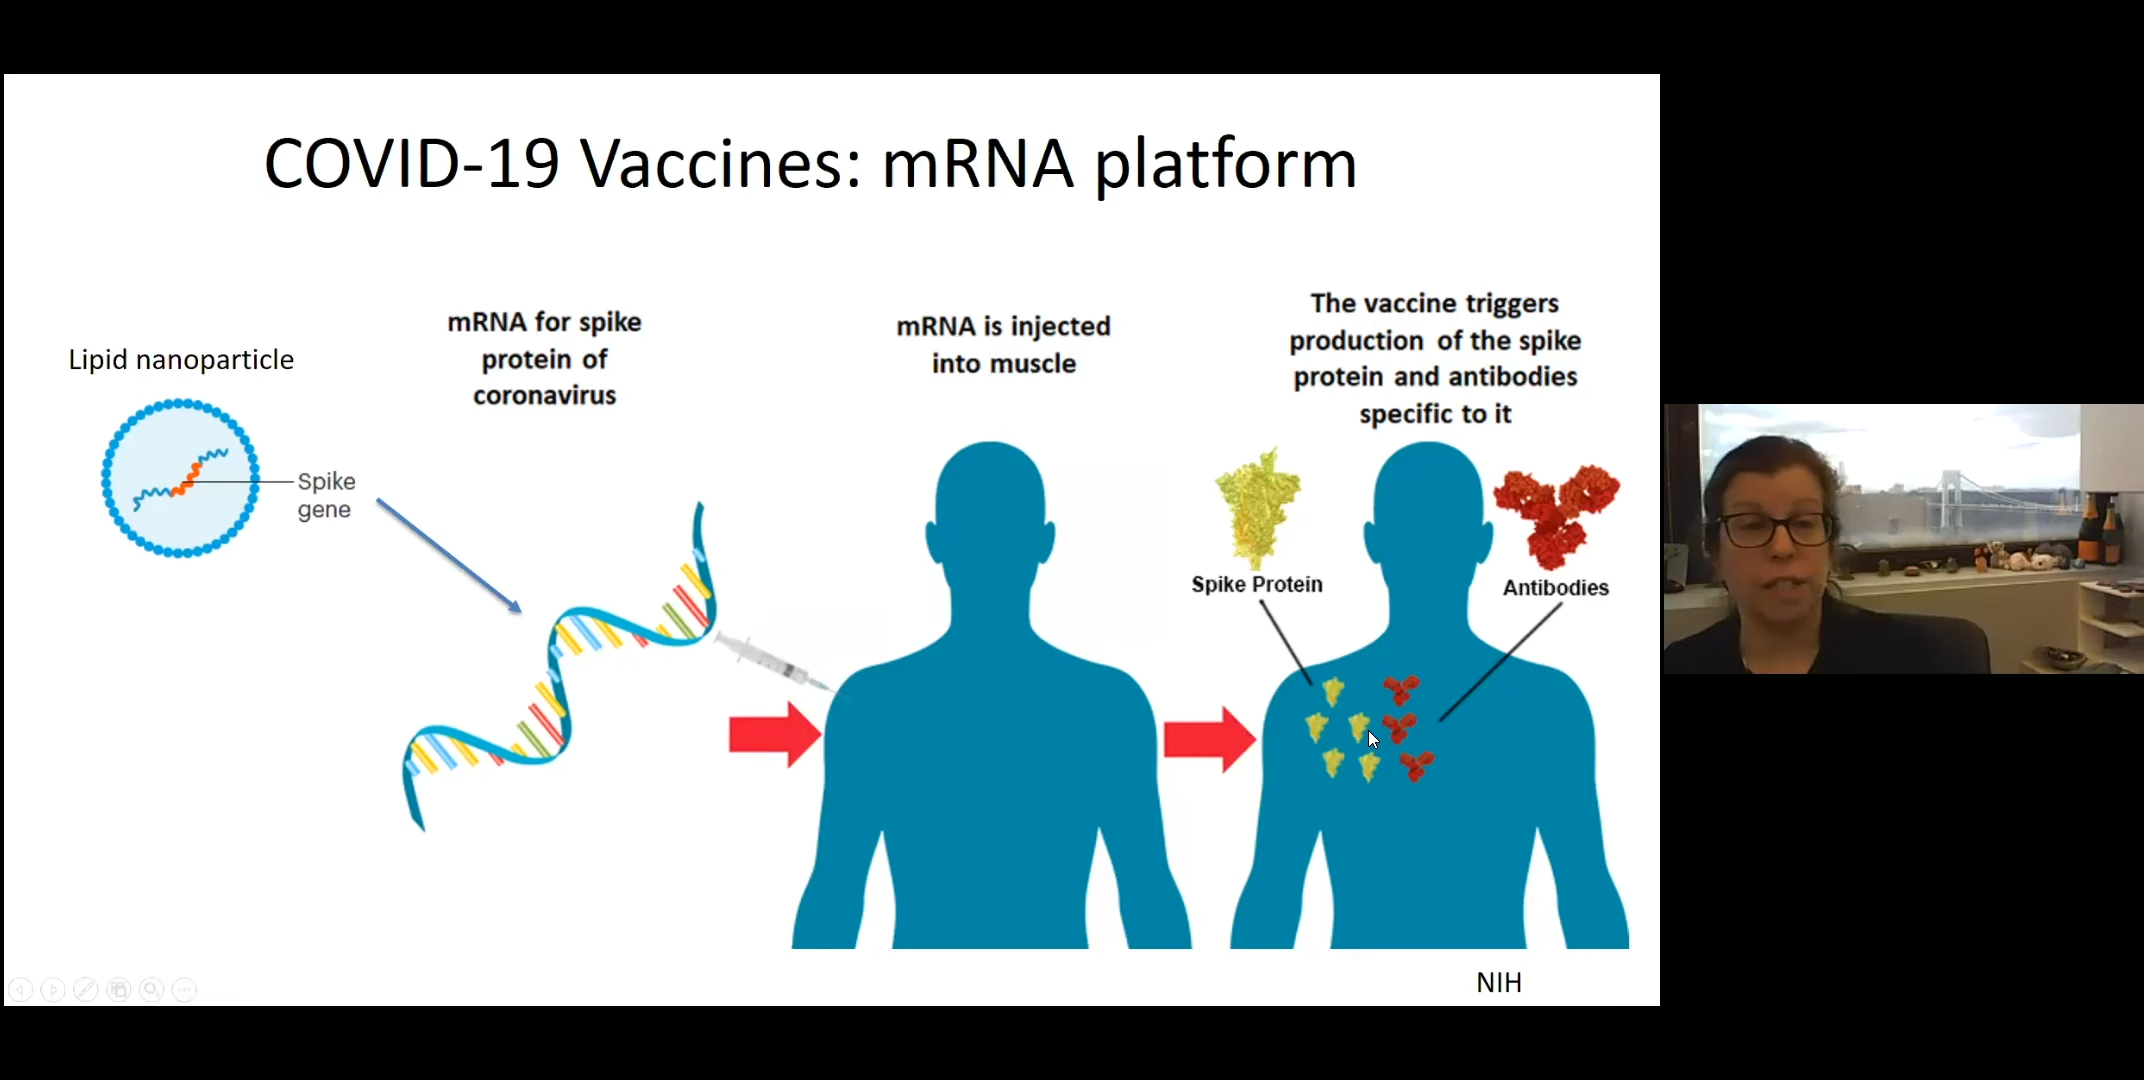 COVID-19 Vaccines: mRNA platform
Lipid nanoparticle
Spike
gene
mRNA for spike
protein of
coronavirus
mRNA is injected
into muscle
The vaccine triggers
production of the spike
protein and antibodies
specific to it
Spike Protein
Antibodies
NIH